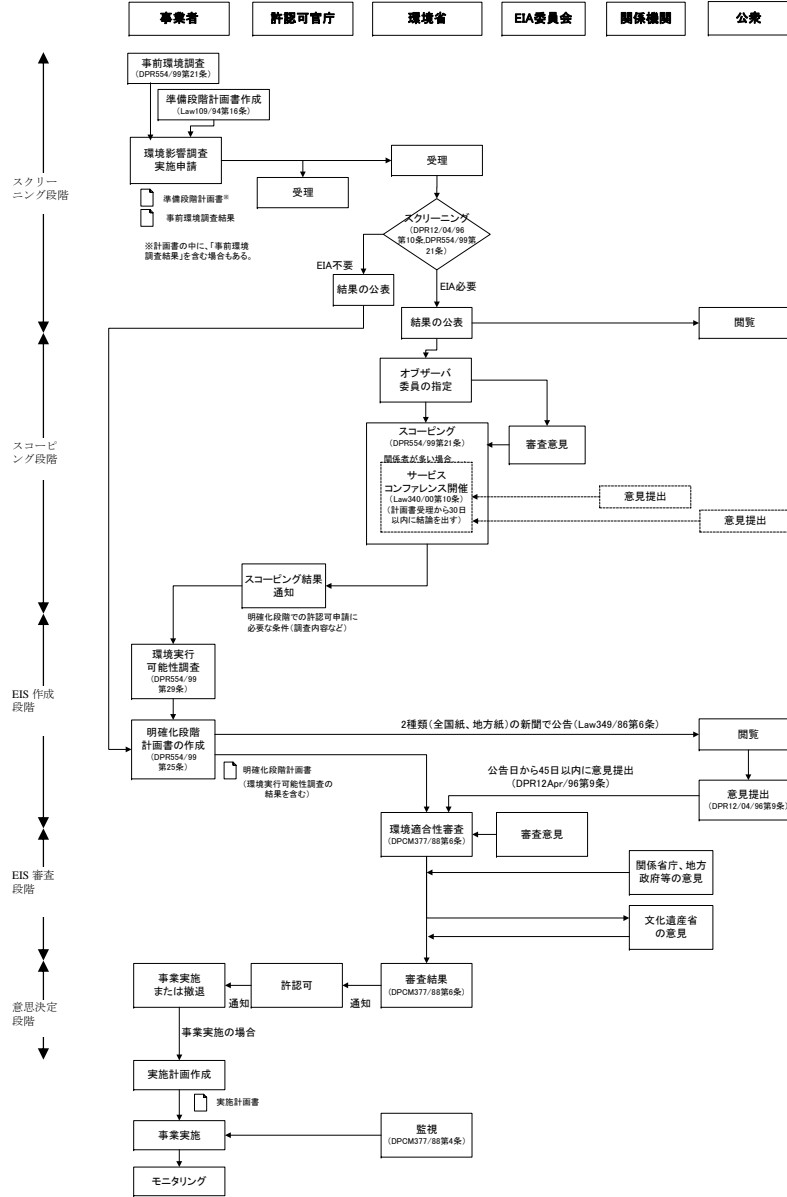 事業者
許認可官庁
環境省
EIA委員会
関係機関
公衆
事前環境調査
(DPR554/99第21条)
準備段階計画書作成
(Law109/94第16条)
環境影響調査
実施申請
受理
受理
スクリー
ニング段階
準備段階計画書※
事前環境調査結果
※計画書の中に、「事前環境
調査結果」を含む場合もある。
スクリーニング
(DPR12/04/96
第10条,DPR554/99第
21条)
EIA不要
EIA必要
結果の公表
結果の公表
閲覧
オブザーバ
委員の指定
スコーピ
ング段階
スコーピング
(DPR554/99第21条)
関係者が多い場合
審査意見
サービス
コンファレンス開催
(Law340/00第10条)
(計画書受理から30日
以内に結論を出す)
意見提出
意見提出
スコーピング結果
通知
明確化段階での許認可申請に
必要な条件(調査内容など)
環境実行
可能性調査
(DPR554/99
第29条)
EIS 作成
段階
明確化段階
計画書の作成
(DPR554/99
第25条)
2種類(全国紙、地方紙)の新聞で公告(Law349/86第6条)
閲覧
明確化段階計画書
(環境実行可能性調査の
結果を含む)
公告日から45日以内に意見提出
(DPR12Apr/96第9条)
意見提出
(DPR12/04/96第9条)
環境適合性審査
(DPCM377/88第6条)
審査意見
EIS 審査
段階
関係省庁、地方
政府等の意見
文化遺産省
の意見
事業実施
または撤退
通知
許認可
通知
審査結果
(DPCM377/88第6条)
意思決定
段階
事業実施の場合
実施計画作成
実施計画書
事業実施
監視
(DPCM377/88第4条)
モニタリング